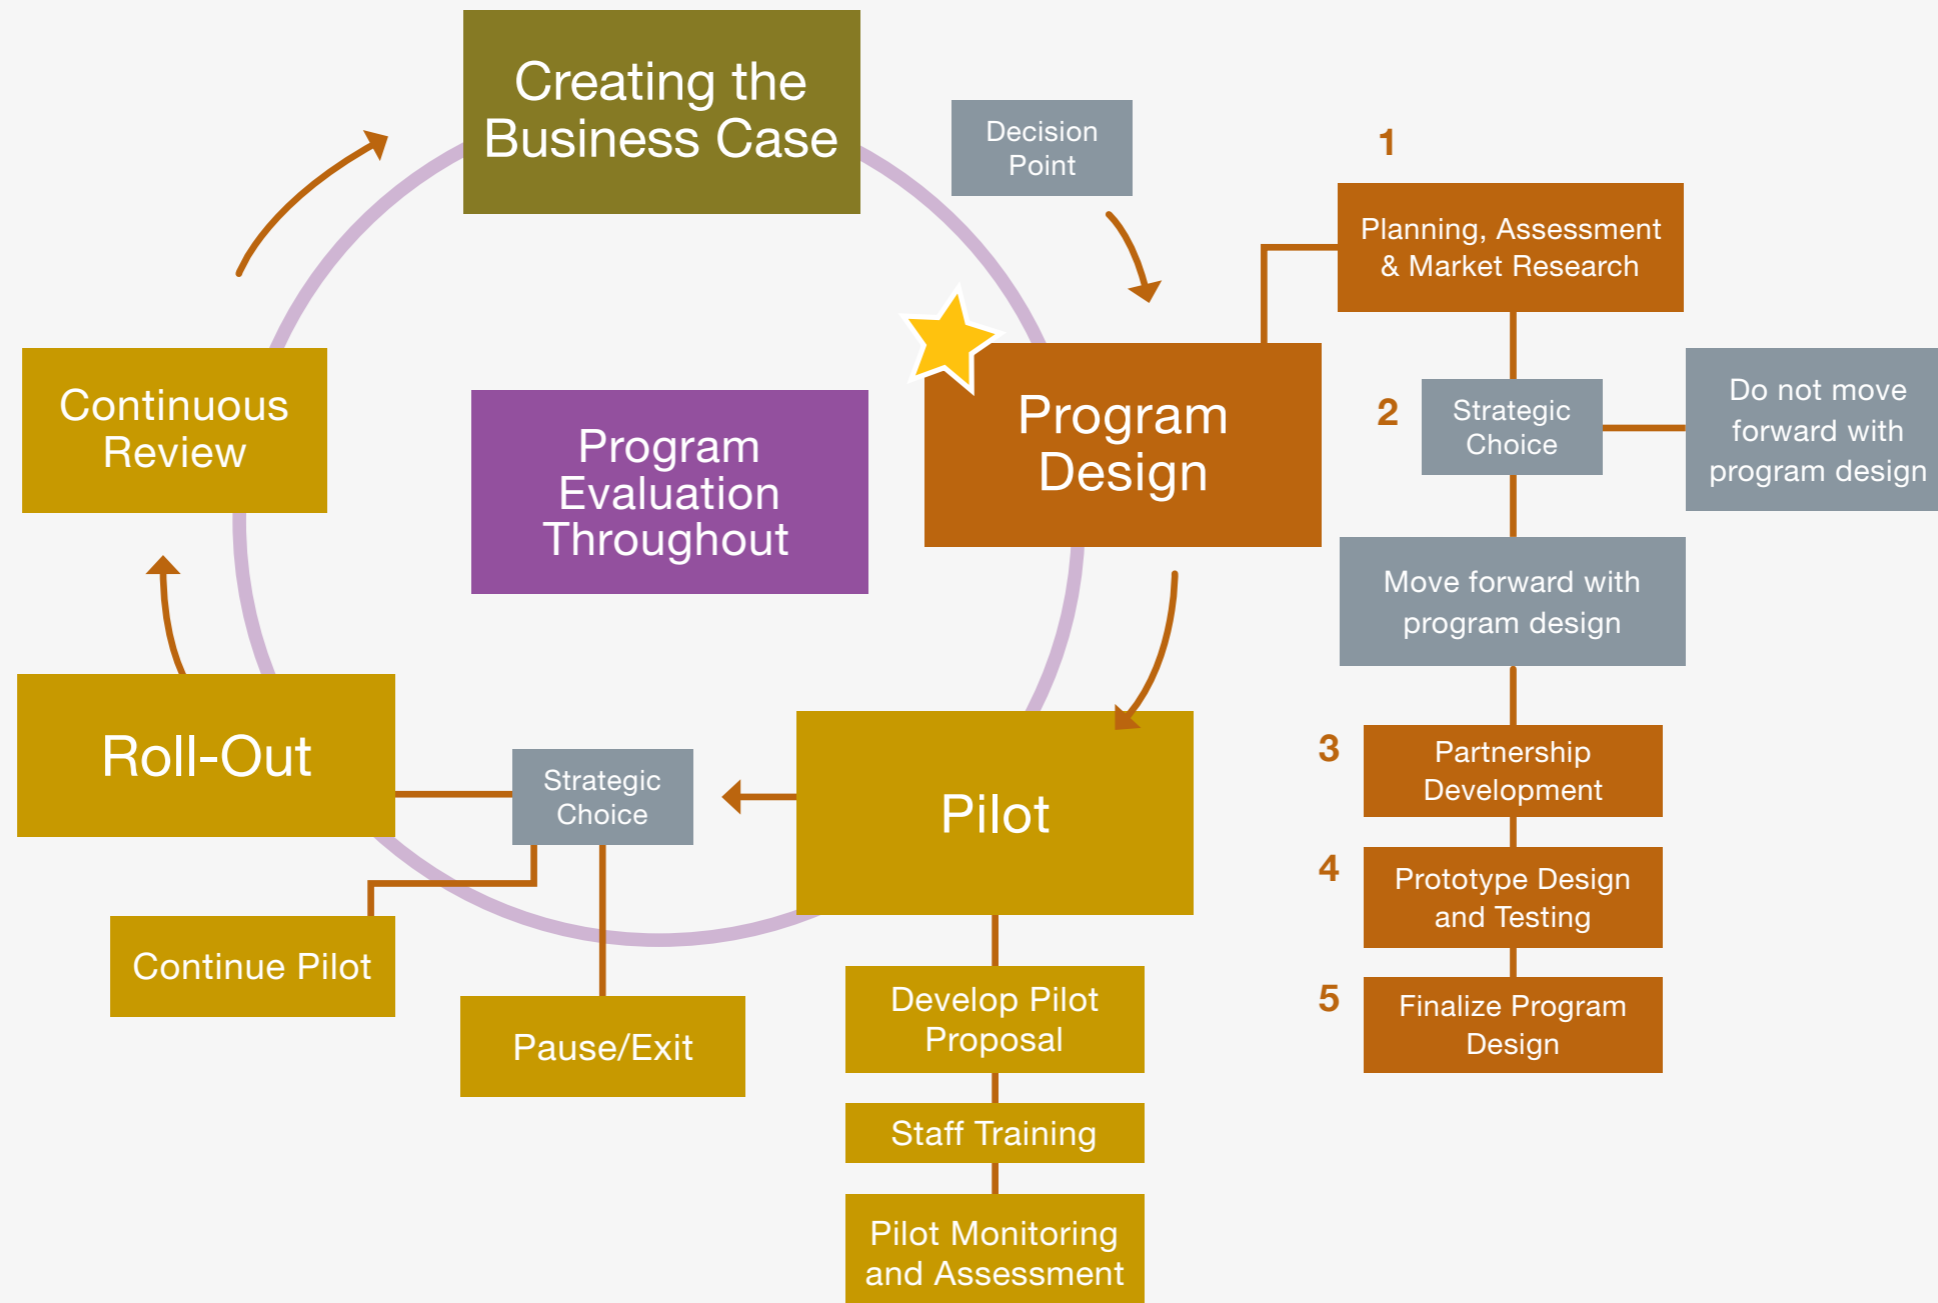 Creating the
Business Case
Decision
Point
1
Planning, Assessment
& Market Research
Continuous
Review
Program
Evaluation
Throughout
Program
Design
2
Strategic
Choice
Do not move
forward with
program design
Move forward with
program design
Roll-Out
Strategic
Choice
Pilot
3
Partnership
Development
4
Prototype Design
and Testing
5
Finalize Program
Design
Continue Pilot
Pause/Exit
Develop Pilot
Proposal
Staff Training
Pilot Monitoring
and Assessment